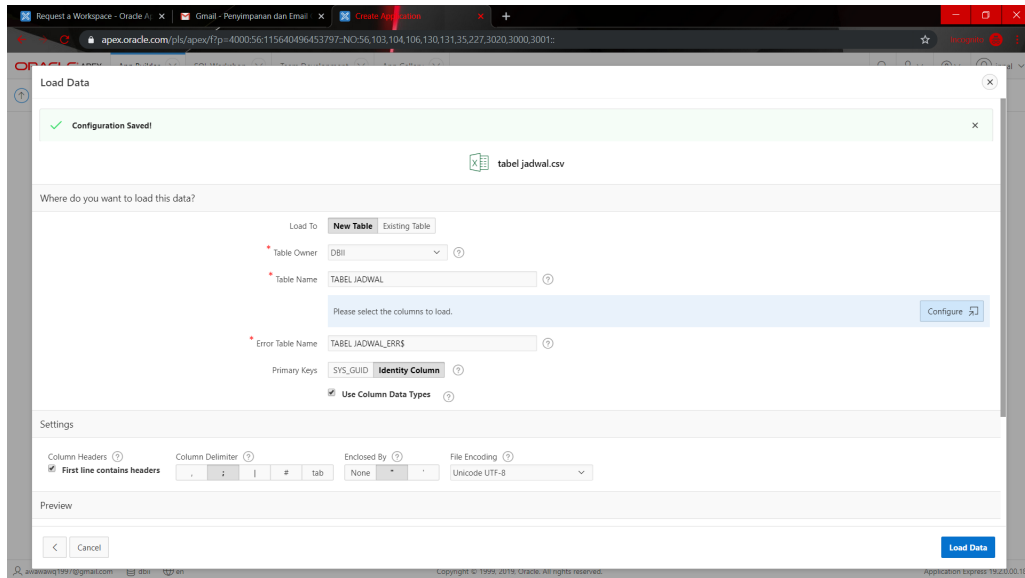 Request a Workspace - Oracle Ap
Gmail - Penyimpanan dan Email
Create Application
apex.oracle.com/pls/apex/f?p=4000:56:115640496453797::NO:56,103,104,106,130,131,35,227,3020,3000,3001::
Load Data
Configuration Saved!
tabel jadwal.csv
Where do you want to load this data?
Load To New Table Existing Table
* Table Owner DBII
* Table Name TABEL JADWAL
Please select the columns to load. Configure
* Error Table Name TABEL JADWAL_ERR$
Primary Keys SYS_GUID Identity Column
Use Column Data Types
Settings
Column Headers Column Delimiter Enclosed By File Encoding
First line contains headers , ; | # tab None " ' Unicode UTF-8
Preview
Cancel Load Data
awawawq1997@gmail.com dbii en Copyright © 1999, 2019, Oracle. All rights reserved. Application Express 19.2.0.00.18